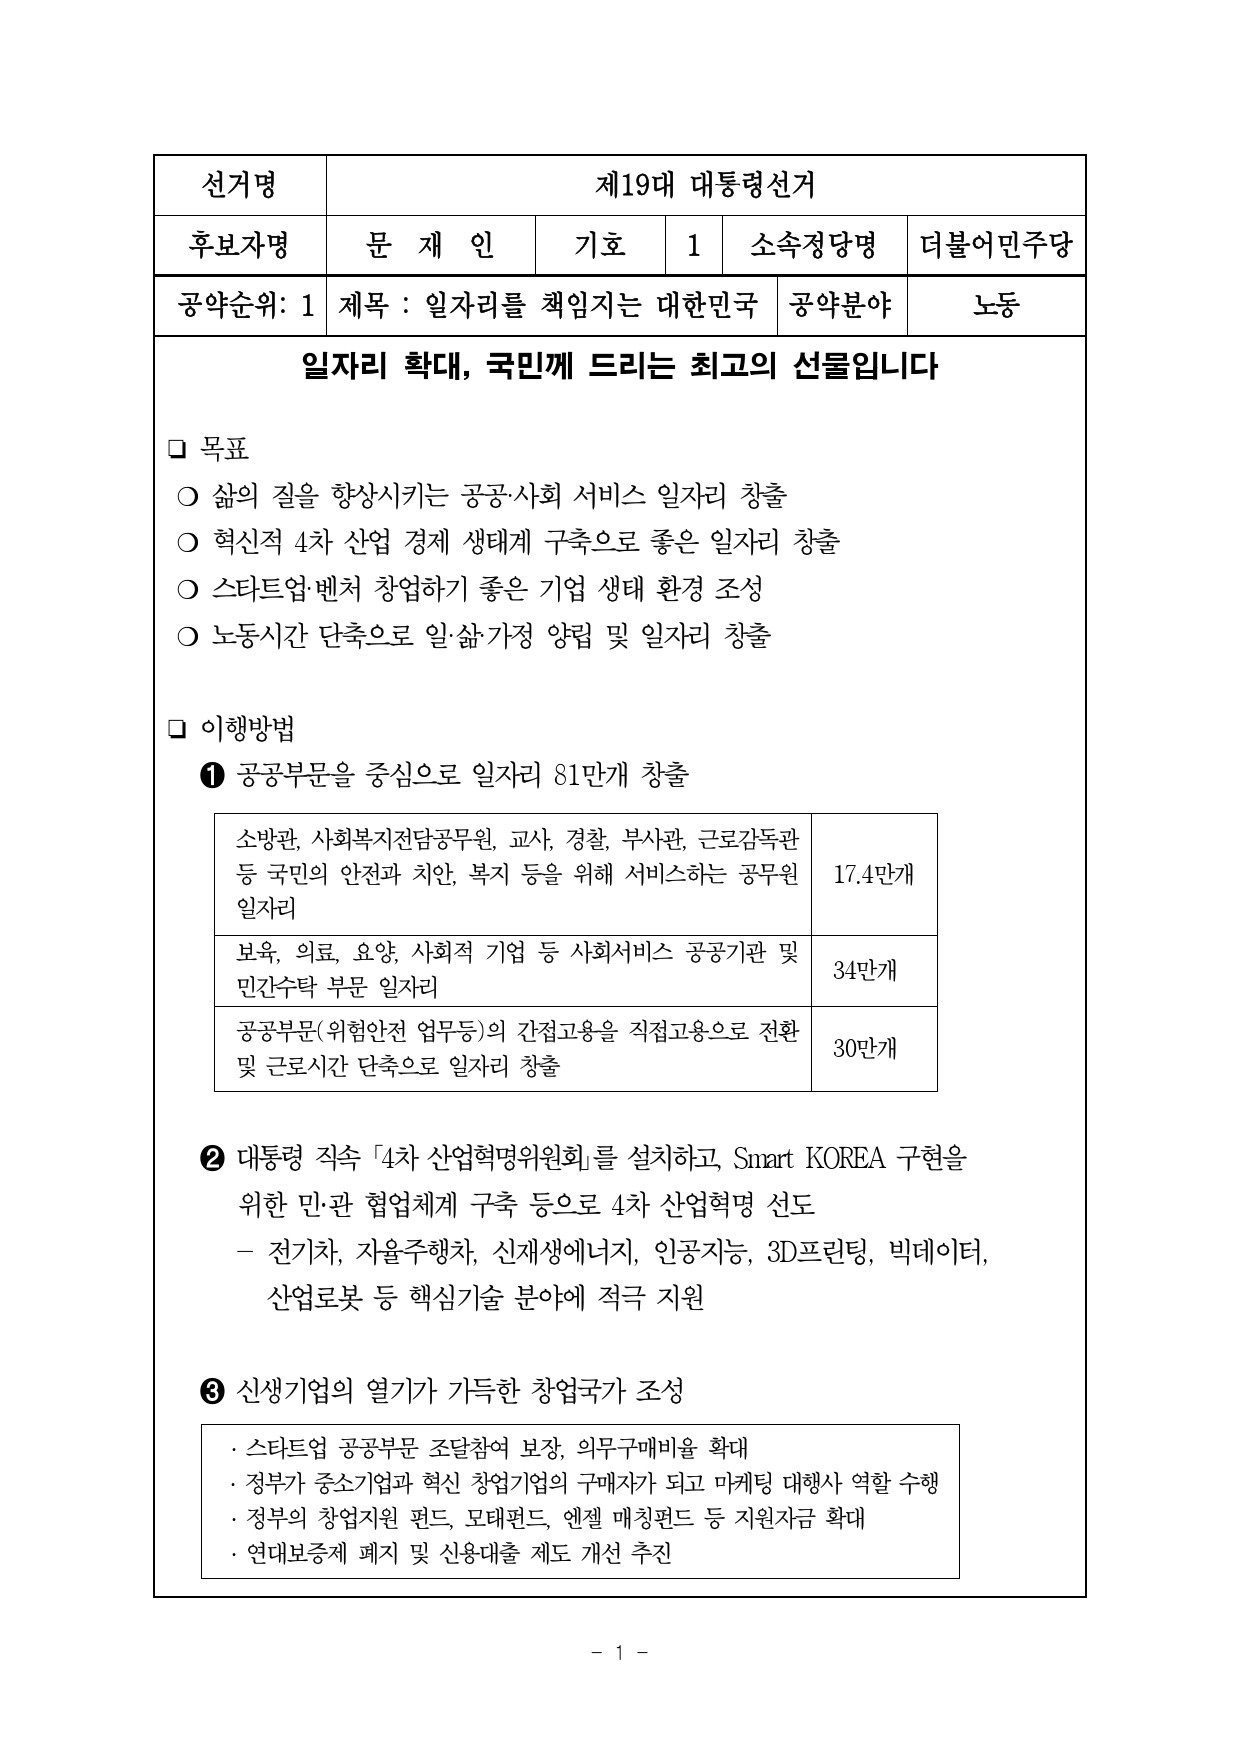 선거명 제19대 대통령선거
후보자명 문 재 인 기호 1 소속정당명 더불어민주당
공약순위: 1 제목 : 일자리를 책임지는 대한민국 공약분야 노동
일자리 확대, 국민께 드리는 최고의 선물입니다
❏ 목표
❍ 삶의 질을 향상시키는 공공·사회 서비스 일자리 창출
❍ 혁신적 4차 산업 경제 생태계 구축으로 좋은 일자리 창출
❍ 스타트업·벤처 창업하기 좋은 기업 생태 환경 조성
❍ 노동시간 단축으로 일·삶·가정 양립 및 일자리 창출
❏ 이행방법
❶ 공공부문을 중심으로 일자리 81만개 창출
소방관, 사회복지전담공무원, 교사, 경찰, 부사관, 근로감독관
등 국민의 안전과 치안, 복지 등을 위해 서비스하는 공무원
일자리
17.4만개
보육, 의료, 요양, 사회적 기업 등 사회서비스 공공기관 및
민간수탁 부문 일자리
34만개
공공부문(위험안전 업무등)의 간접고용을 직접고용으로 전환
및 근로시간 단축으로 일자리 창출
30만개
❷ 대통령 직속 「4차 산업혁명위원회」를 설치하고, Smart KOREA 구현을
위한 민·관 협업체계 구축 등으로 4차 산업혁명 선도
- 전기차, 자율주행차, 신재생에너지, 인공지능, 3D프린팅, 빅데이터,
산업로봇 등 핵심기술 분야에 적극 지원
❸ 신생기업의 열기가 가득한 창업국가 조성
· 스타트업 공공부문 조달참여 보장, 의무구매비율 확대
· 정부가 중소기업과 혁신 창업기업의 구매자가 되고 마케팅 대행사 역할 수행
· 정부의 창업지원 펀드, 모태펀드, 엔젤 매칭펀드 등 지원자금 확대
· 연대보증제 폐지 및 신용대출 제도 개선 추진
- 1 -